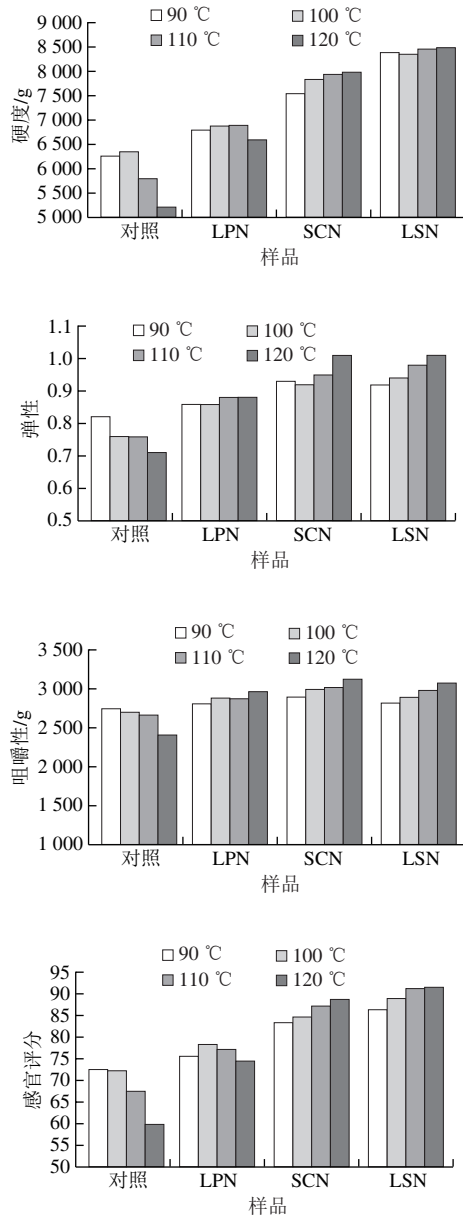 90 ℃ 100 ℃
110 ℃ 120 ℃
9 000
8 500
8 000
7 500
7 000
6 500
6 000
5 500
5 000
硬度/g
对照 LPN SCN LSN
样品
90 ℃ 100 ℃
110 ℃ 120 ℃
1.1
1.0
0.9
0.8
0.7
0.6
0.5
弹性
对照 LPN SCN LSN
样品
90 ℃ 100 ℃
110 ℃ 120 ℃
3 500
3 000
2 500
2 000
1 500
1 000
咀嚼性/g
对照 LPN SCN LSN
样品
90 ℃ 100 ℃
110 ℃ 120 ℃
95
90
85
80
75
70
65
60
55
50
感官评分
对照 LPN SCN LSN
样品